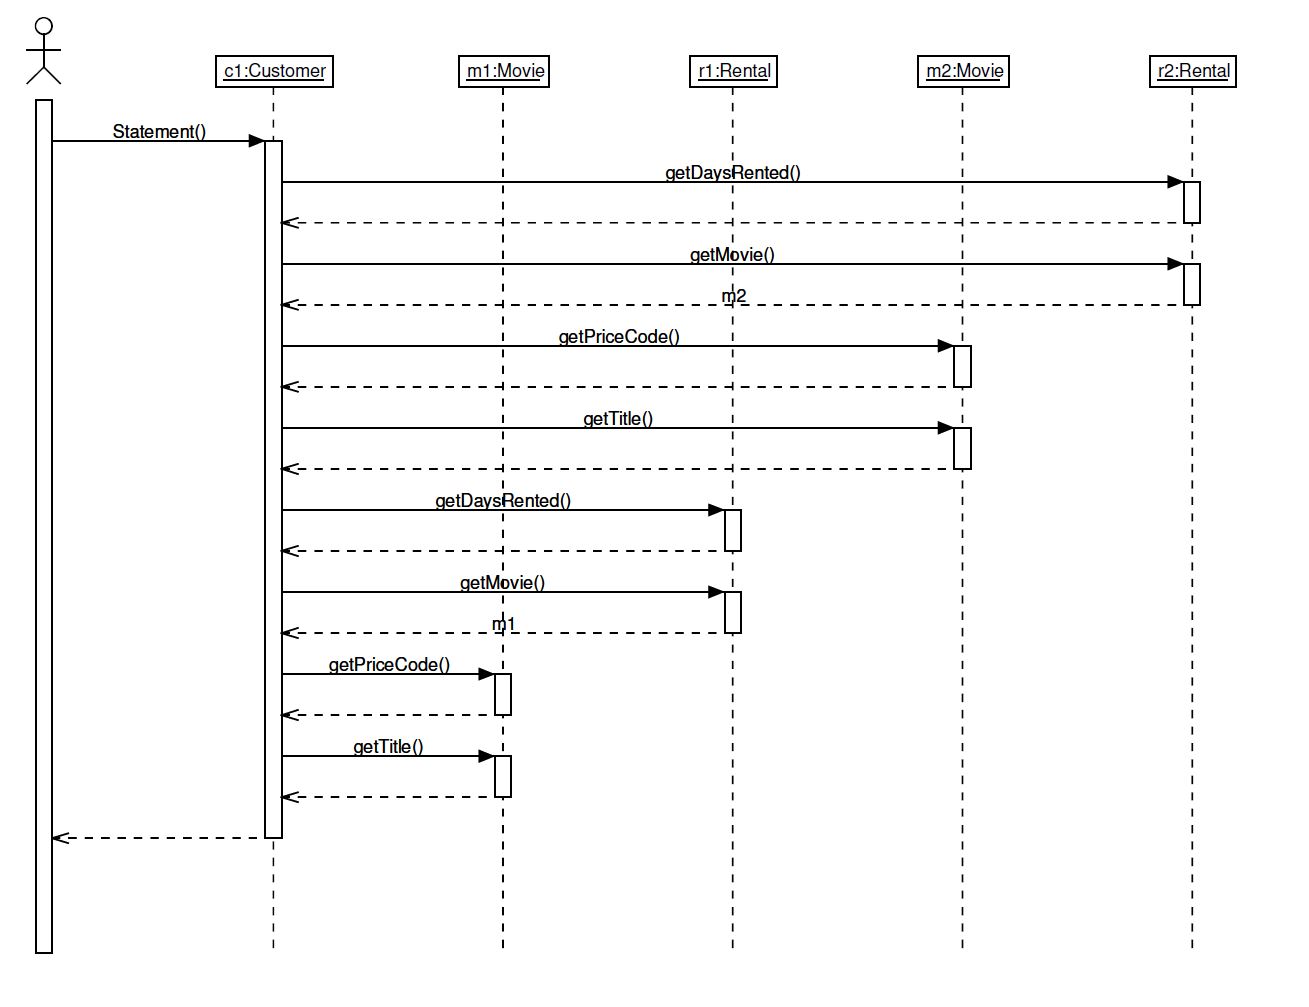 c1:Customer
m1:Movie
r1:Rental
m2:Movie
r2:Rental
Statement()
getDaysRented()
getMovie()
m2
getPriceCode()
getTitle()
getDaysRented()
getMovie()
m1
getPriceCode()
getTitle()